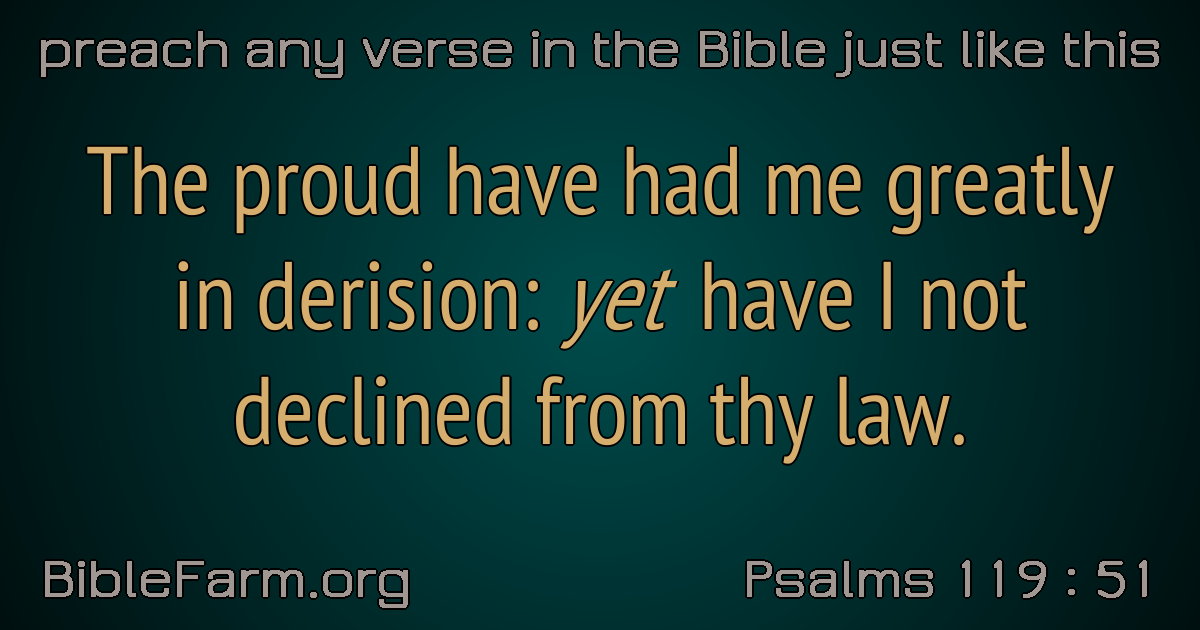 preach any verse in the Bible just like this
The proud have had me greatly
in derision: yet have I not
declined from thy law.
BibleFarm.org
Psalms 119 : 51